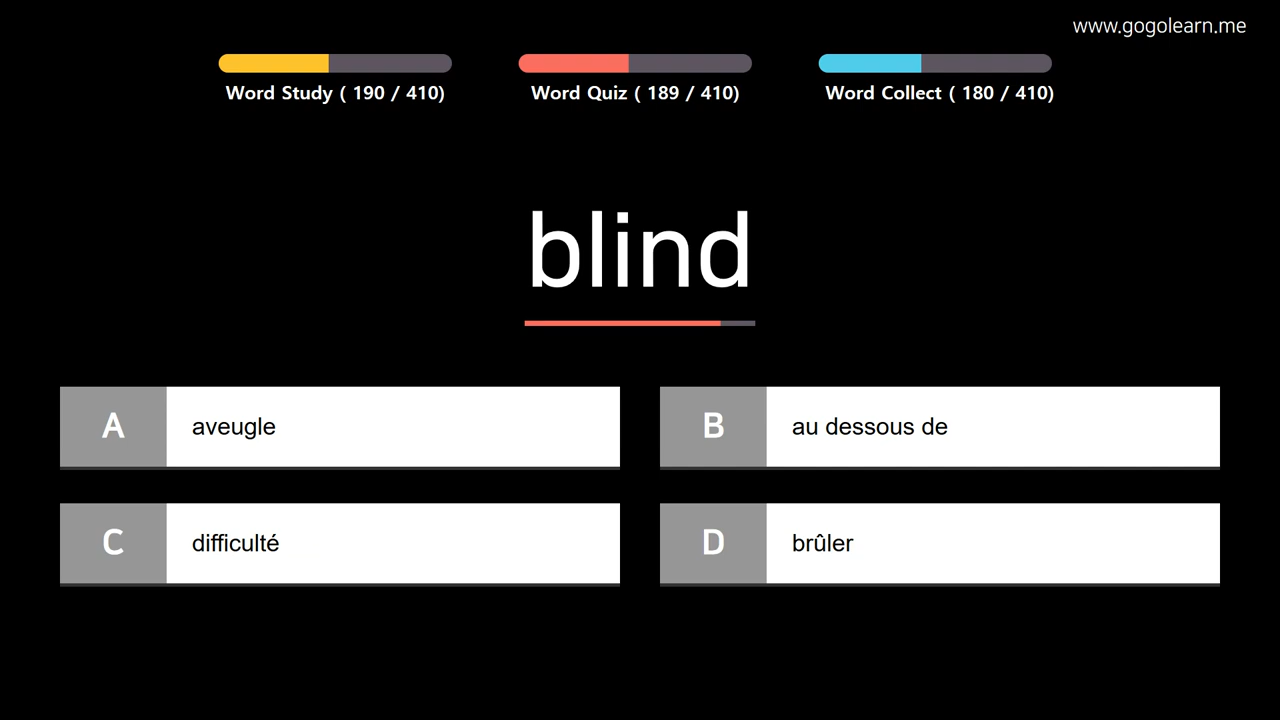 www.gogolearn.me
Word Study ( 190 / 410)
Word Quiz ( 189 / 410)
Word Collect ( 180 / 410)
blind
A
aveugle
B
au dessous de
C
difficulté
D
brûler